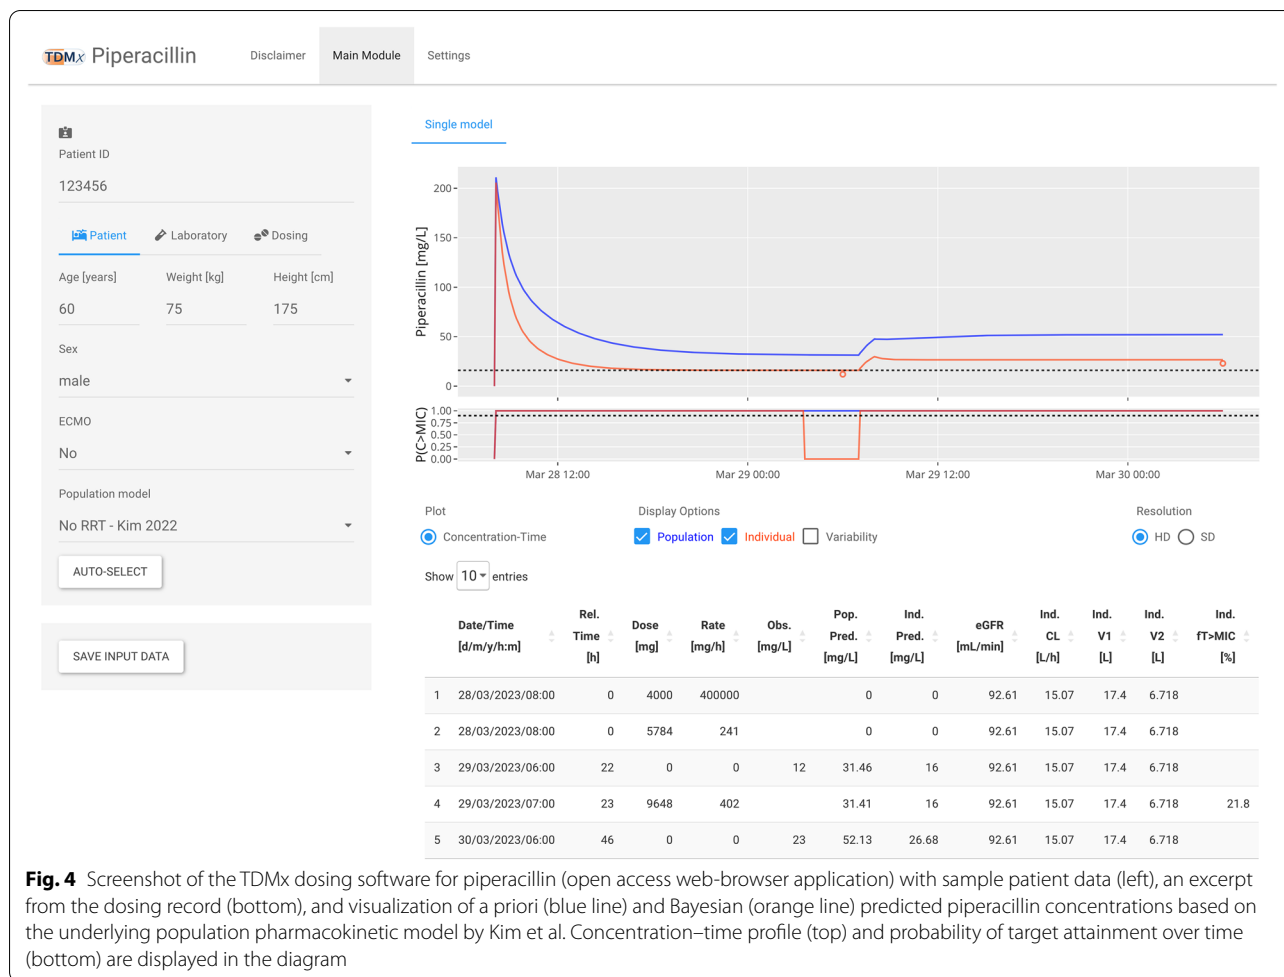 TDMx Piperacillin
Disclaimer
Main Module
Settings
Patient ID
123456
Patient
Laboratory
Dosing
Age [years]
Weight [kg]
Height [cm]
60
75
175
Sex
male
ECMO
No
Population model
No RRT - Kim 2022
AUTO-SELECT
SAVE INPUT DATA
Single model
Piperacillin [mg/L]
200
150
100
50
0
P(C>MIC)
1.00
0.75
0.50
0.25
0.00
Mar 28 12:00
Mar 29 00:00
Mar 29 12:00
Mar 30 00:00
Plot
Display Options
Resolution
Concentration-Time
Population
Individual
Variability
HD
SD
Show 10 entries
Date/Time [d/m/y/h:m] Rel. Time [h] Dose [mg] Rate [mg/h] Obs. [mg/L] Pop. Pred. [mg/L] Ind. Pred. [mg/L] eGFR [mL/min] Ind. CL [L/h] Ind. V1 [L] Ind. V2 [L] Ind. fT>MIC [%]
1 28/03/2023/08:00 0 4000 400000 0 0 92.61 15.07 17.4 6.718
2 28/03/2023/08:00 0 5784 241 0 0 92.61 15.07 17.4 6.718
3 29/03/2023/06:00 22 0 0 12 31.46 16 92.61 15.07 17.4 6.718
4 29/03/2023/07:00 23 9648 402 31.41 16 92.61 15.07 17.4 6.718 21.8
5 30/03/2023/06:00 46 0 0 23 52.13 26.68 92.61 15.07 17.4 6.718
Fig. 4 Screenshot of the TDMx dosing software for piperacillin (open access web-browser application) with sample patient data (left), an excerpt
from the dosing record (bottom), and visualization of a priori (blue line) and Bayesian (orange line) predicted piperacillin concentrations based on
the underlying population pharmacokinetic model by Kim et al. Concentration–time profile (top) and probability of target attainment over time
(bottom) are displayed in the diagram